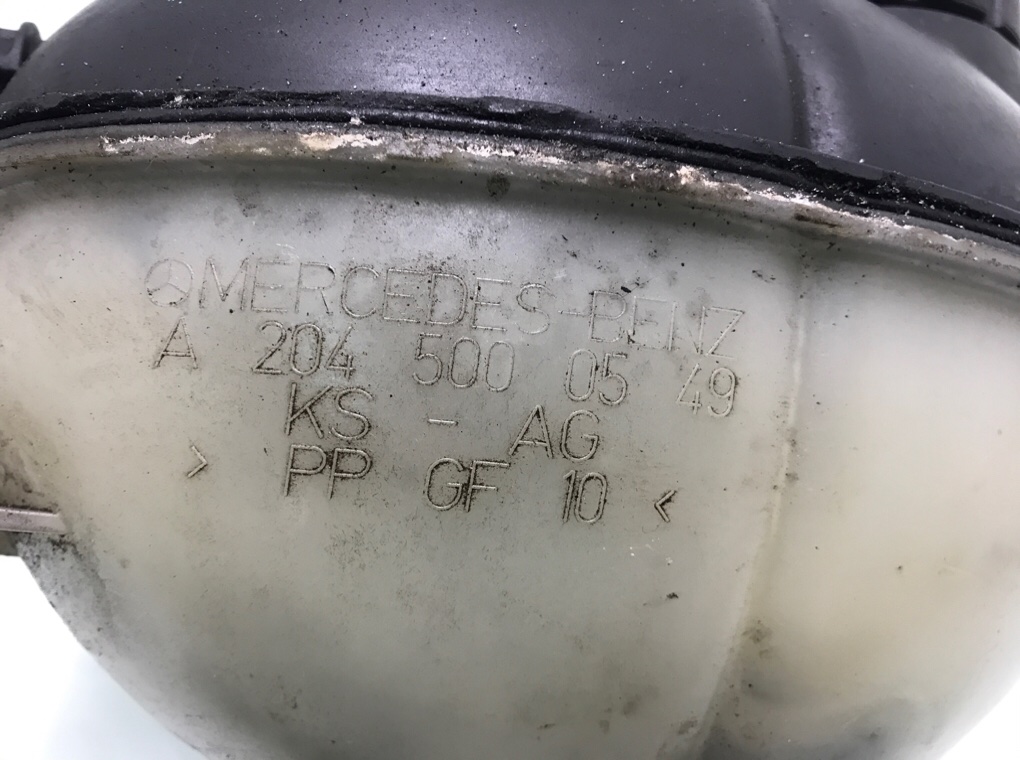 MERCEDES-BENZ
A 204 500 05 49
KS - AG
> PP GF 10 <